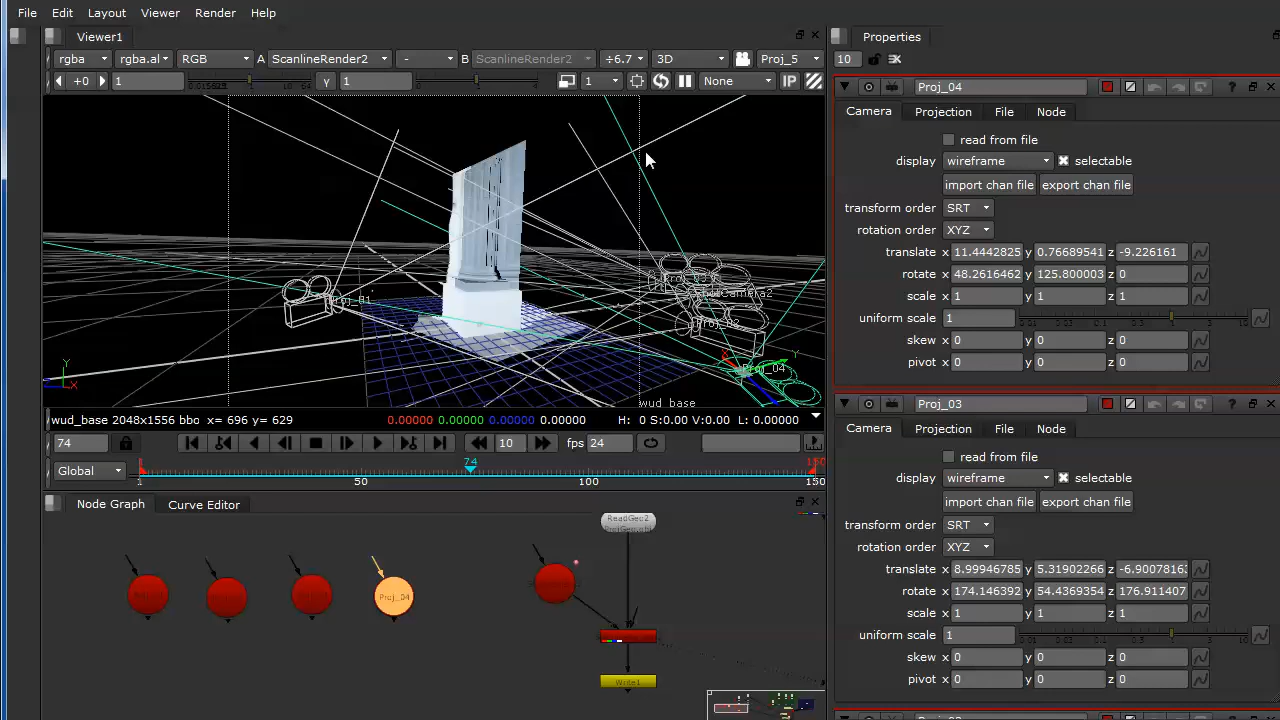 File Edit Layout Viewer Render Help
Viewer1
rgba rgba.al RGB A ScanlineRender2 - B ScanlineRender2 ÷6.7 3D Proj_5
+0 1 γ 1 1 None IP
Proj_01
Proj_04
wud_base
wud_base 2048x1556 bbo x= 696 y= 629 0.00000 0.00000 0.00000 0.00000 H: 0 S:0.00 V:0.00 L: 0.00000
74 10 fps 24
Global 1 50 74 100 150 150
Node Graph Curve Editor
ReadGeo2
Proj_04
Write1
Properties
10
Proj_04
Camera Projection File Node
read from file
display wireframe selectable
import chan file export chan file
transform order SRT
rotation order XYZ
translate x 11.4442825 y 0.76689541 z -9.226161
rotate x 48.2616462 y 125.800003 z 0
scale x 1 y 1 z 1
uniform scale 1
skew x 0 y 0 z 0
pivot x 0 y 0 z 0
Proj_03
Camera Projection File Node
read from file
display wireframe selectable
import chan file export chan file
transform order SRT
rotation order XYZ
translate x 8.99946785 y 5.31902266 z -6.9007816
rotate x 174.146392 y 54.4369354 z 176.911407
scale x 1 y 1 z 1
uniform scale 1
skew x 0 y 0 z 0
pivot x 0 y 0 z 0